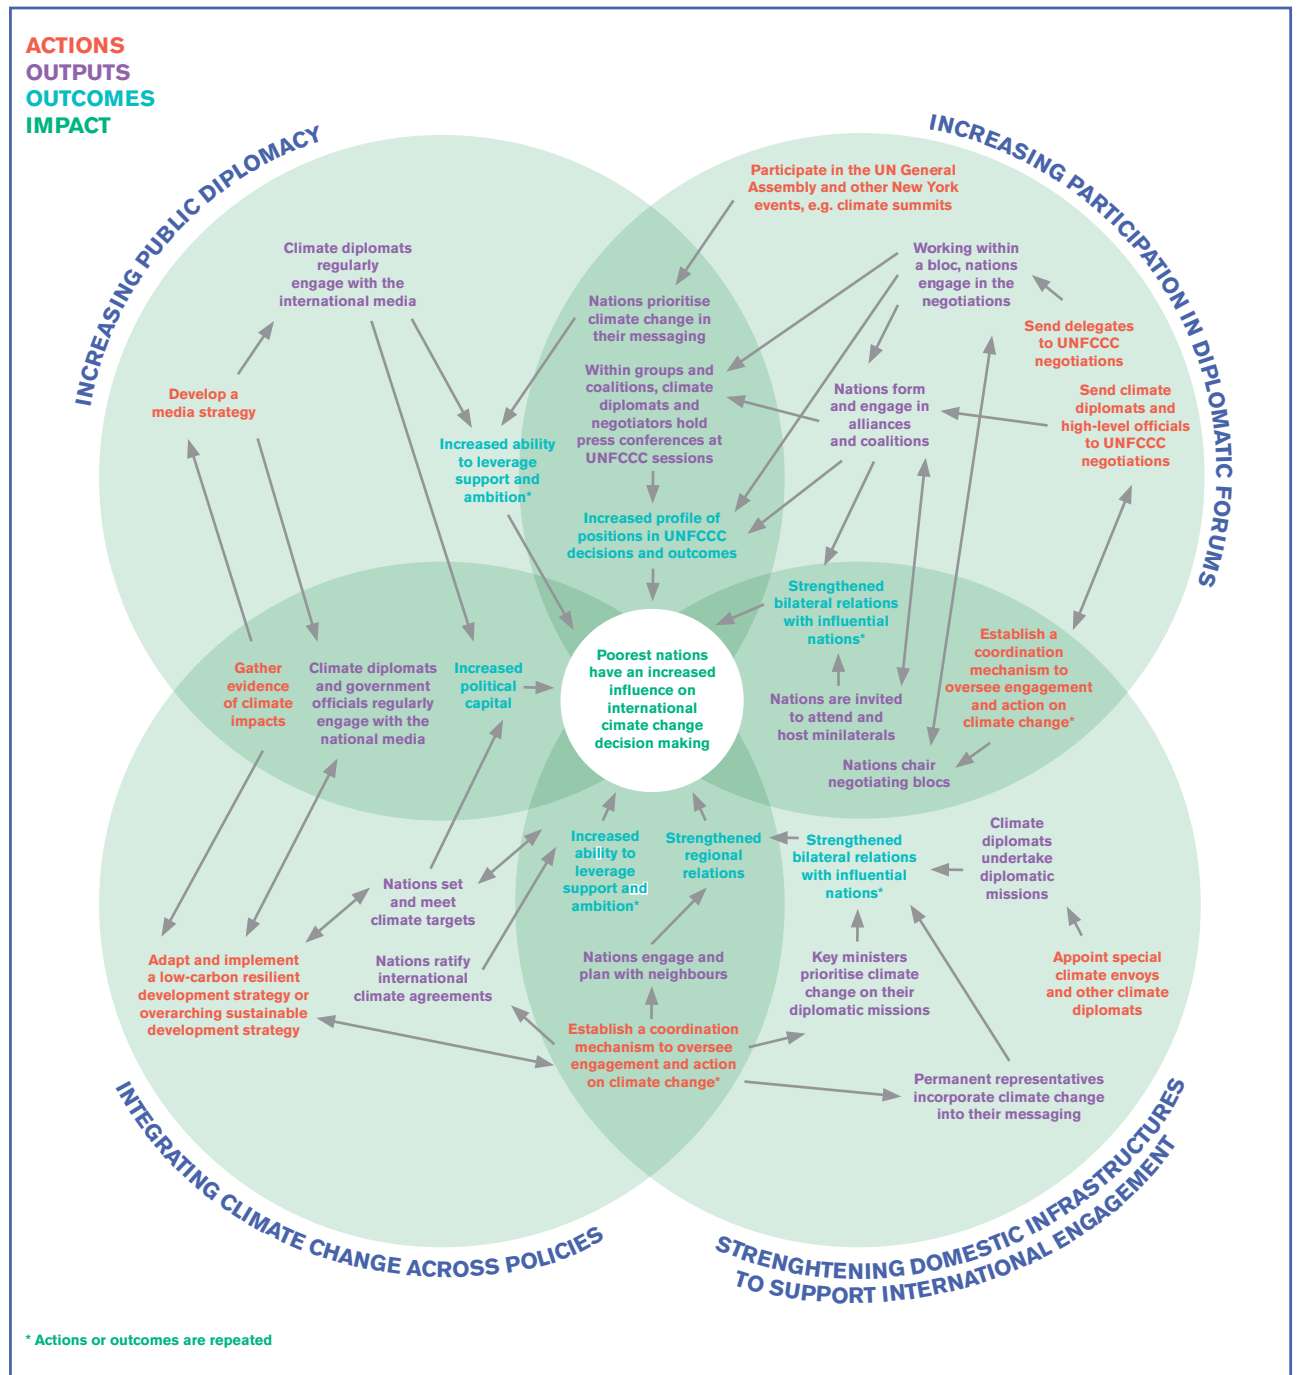 ACTIONS
OUTPUTS
OUTCOMES
IMPACT
INCREASING PUBLIC DIPLOMACY
INCREASING PARTICIPATION IN DIPLOMATIC FORUMS
Participate in the UN General
Assembly and other New York
events, e.g. climate summits
Climate diplomats
regularly
engage with the
international media
Working within
a bloc, nations
engage in the
negotiations
Nations prioritise
climate change in
their messaging
Send delegates
to UNFCCC
negotiations
Within groups and
coalitions, climate
diplomats and
negotiators hold
press conferences at
UNFCCC sessions
Nations form
and engage in
alliances
and coalitions
Send climate
diplomats and
high-level officials
to UNFCCC
negotiations
Develop a
media strategy
Increased ability
to leverage
support and
ambition*
Increased profile of
positions in UNFCCC
decisions and outcomes
Strengthened
bilateral relations
with influential
nations*
Establish a
coordination
mechanism to
oversee engagement
and action on
climate change*
Gather
evidence
of climate
impacts
Climate diplomats
and government
officials regularly
engage with the
national media
Increased
political
capital
Poorest nations
have an increased
influence on
international
cimate change
decision making
Nations are invited
to attend and
host minilaterals
Nations chair
negotiating blocs
Increased
ability to
leverage
support and
ambition*
Strengthened
regional
relations
Strengthened
bilateral relations
with influential
nations*
Climate
diplomats
undertake
diplomatic
missions
Nations set
and meet
climate targets
Adapt and implement
a low-carbon resilient
development strategy or
overarching sustainable
development strategy
Nations ratify
international
climate agreements
Nations engage and
plan with neighbours
Key ministers
prioritise climate
change on their
diplomatic missions
Appoint special
climate envoys
and other climate
diplomats
Establish a coordination
mechanism to oversee
engagement and action
on climate change*
Permanent representatives
incorporate climate change
into their messaging
INTEGRATING CLIMATE CHANGE ACROSS POLICIES
STRENGHTENING DOMESTIC INFRASTRUCTURES
TO SUPPORT INTERNATIONAL ENGAGEMENT
* Actions or outcomes are repeated